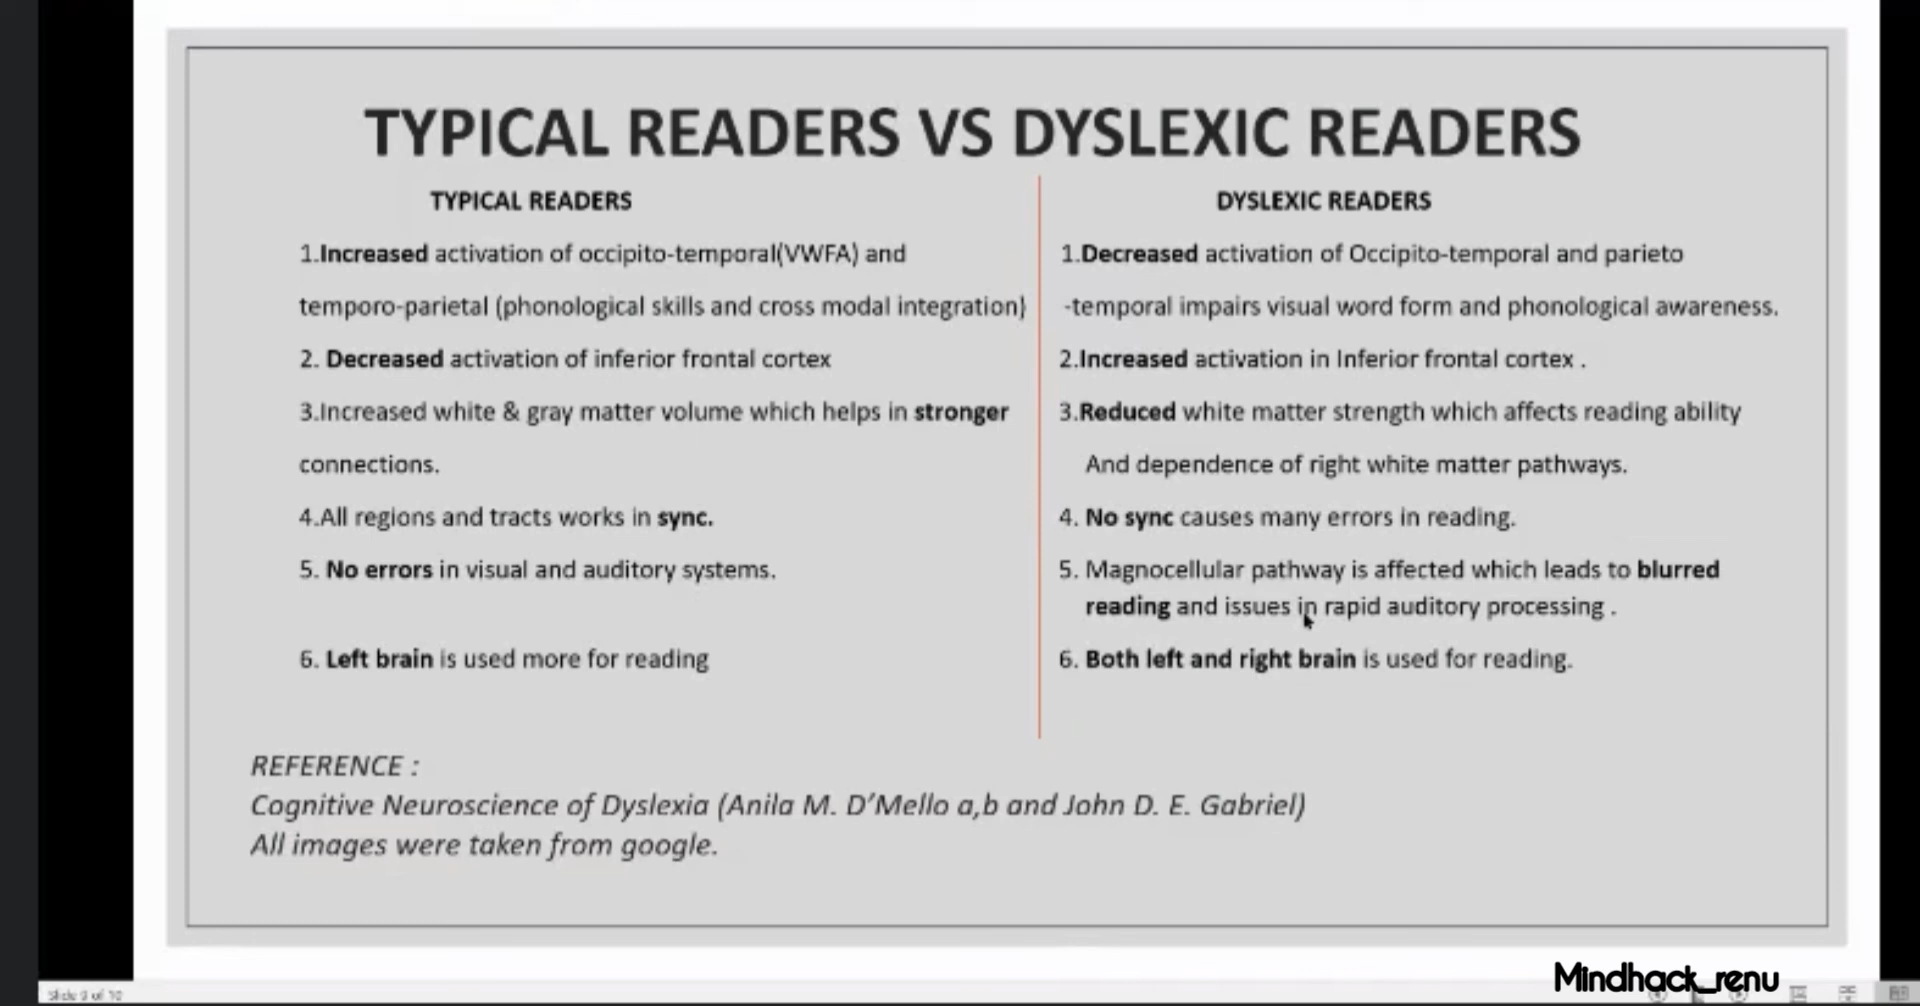 TYPICAL READERS VS DYSLEXIC READERS
TYPICAL READERS
1.Increased activation of occipito-temporal(VWFA) and
temporo-parietal (phonological skills and cross modal integration)
2. Decreased activation of inferior frontal cortex
3.Increased white & gray matter volume which helps in stronger
connections.
4.All regions and tracts works in sync.
5. No errors in visual and auditory systems.
6. Left brain is used more for reading
DYSLEXIC READERS
1.Decreased activation of Occipito-temporal and parieto
-temporal impairs visual word form and phonological awareness.
2.Increased activation in Inferior frontal cortex .
3.Reduced white matter strength which affects reading ability
And dependence of right white matter pathways.
4. No sync causes many errors in reading.
5. Magnocellular pathway is affected which leads to blurred
reading and issues in rapid auditory processing .
6. Both left and right brain is used for reading.
REFERENCE :
Cognitive Neuroscience of Dyslexia (Anila M. D’Mello a,b and John D. E. Gabriel)
All images were taken from google.
Mindhack_renu
Slide 9 of 10